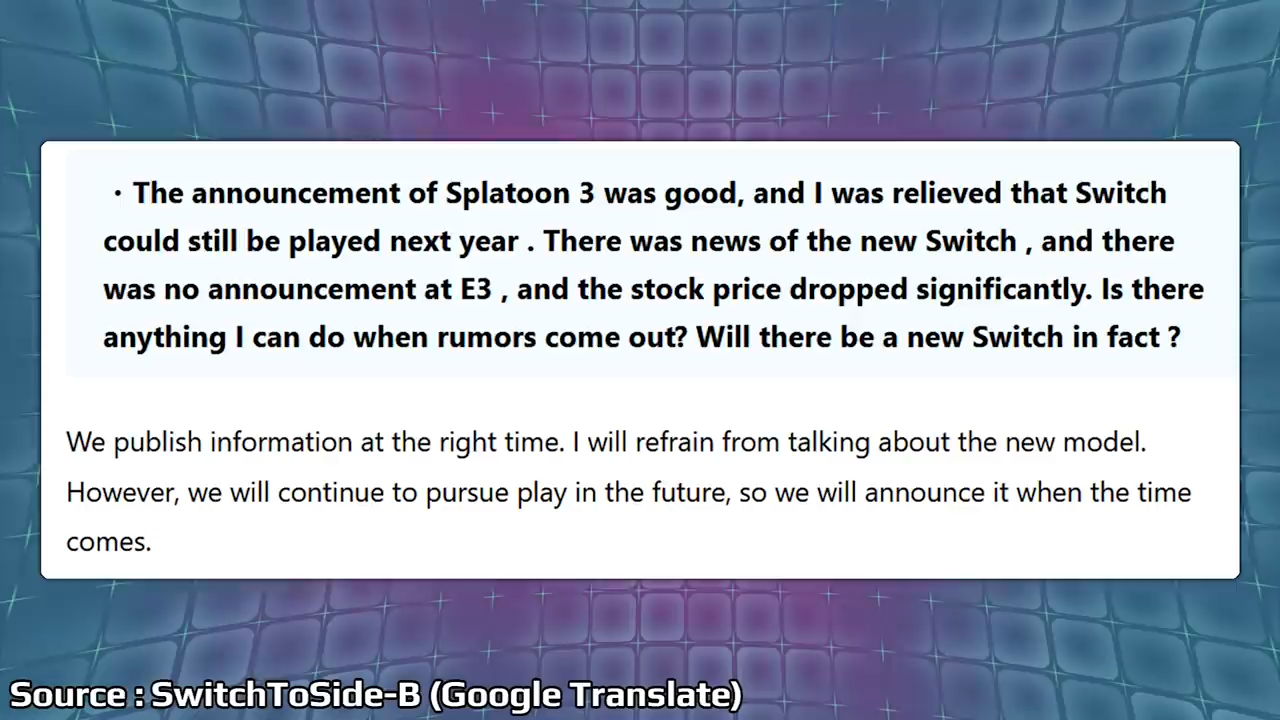 ・The announcement of Splatoon 3 was good, and I was relieved that Switch
could still be played next year . There was news of the new Switch , and there
was no announcement at E3 , and the stock price dropped significantly. Is there
anything I can do when rumors come out? Will there be a new Switch in fact ?
We publish information at the right time. I will refrain from talking about the new model.
However, we will continue to pursue play in the future, so we will announce it when the time
comes.
Source : SwitchToSide-B (Google Translate)